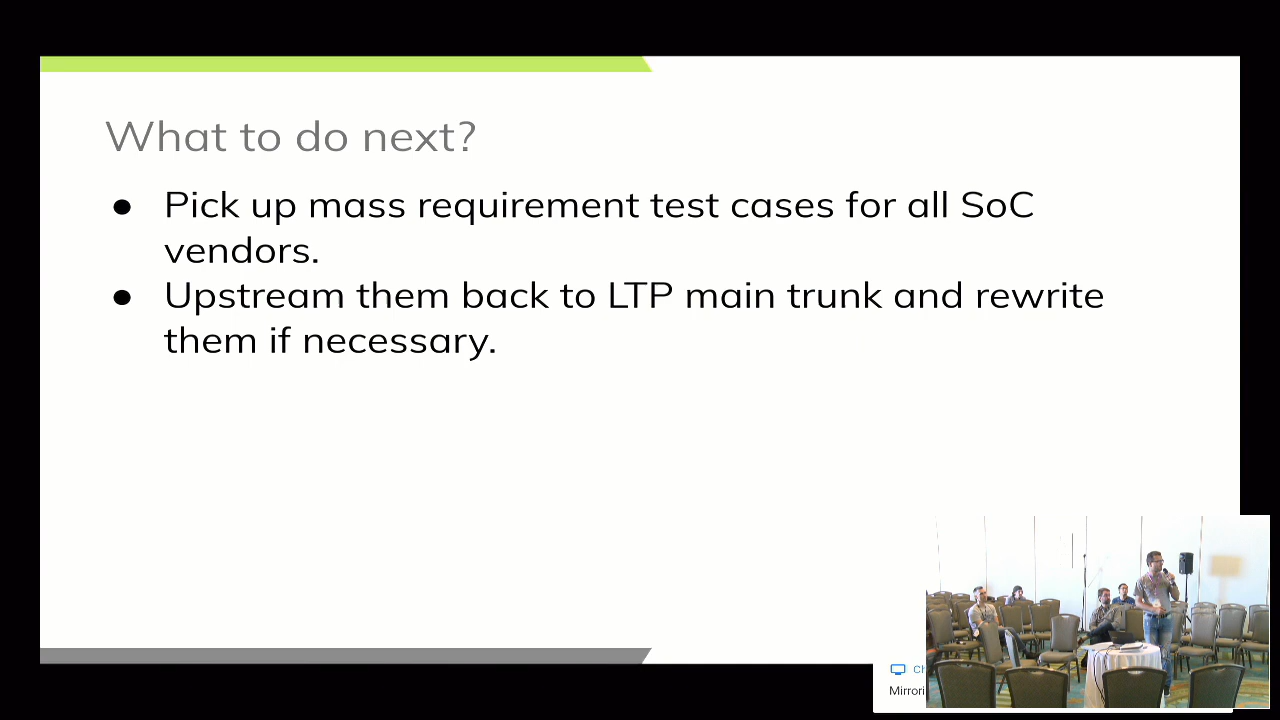 What to do next?
● Pick up mass requirement test cases for all SoC
vendors.
● Upstream them back to LTP main trunk and rewrite
them if necessary.
Ch
Mirrori